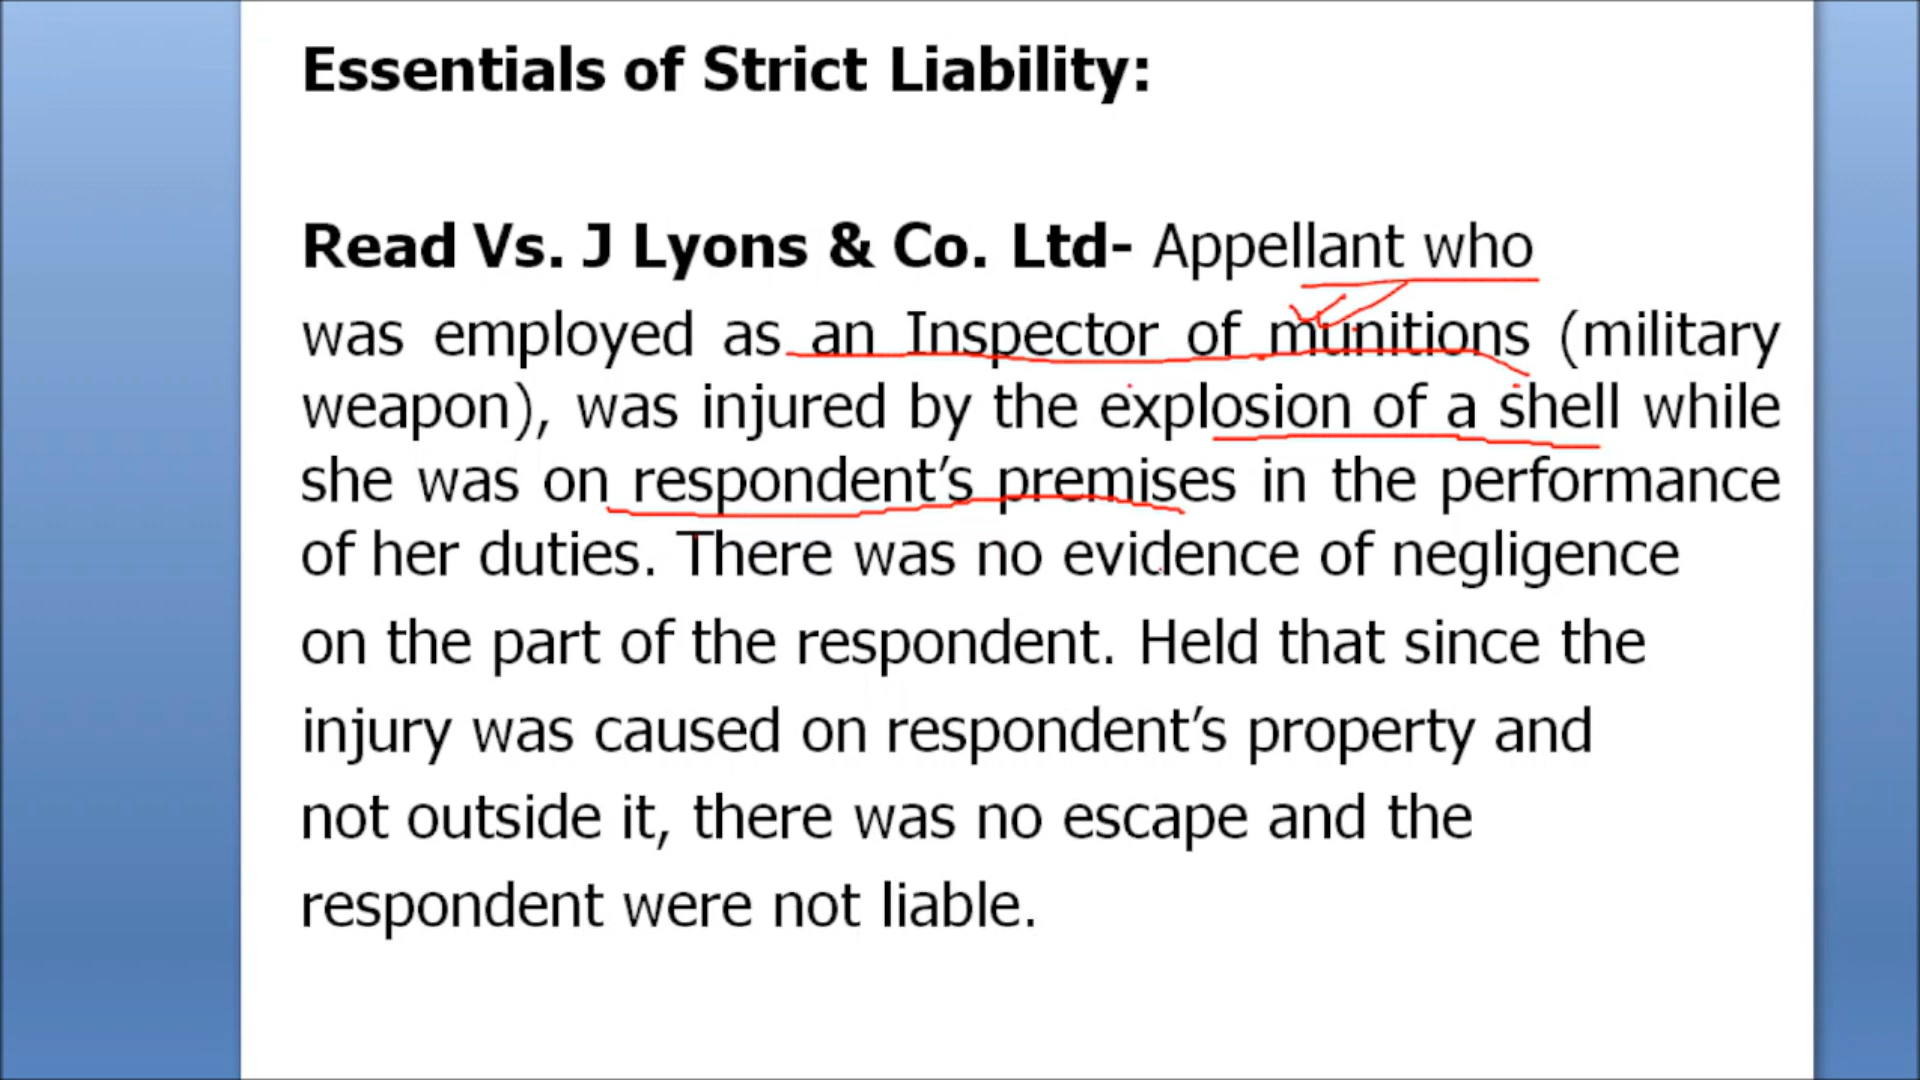 Essentials of Strict Liability:
Read Vs. J Lyons & Co. Ltd- Appellant who
was employed as an Inspector of munitions (military
weapon), was injured by the explosion of a shell while
she was on respondent’s premises in the performance
of her duties. There was no evidence of negligence
on the part of the respondent. Held that since the
injury was caused on respondent’s property and
not outside it, there was no escape and the
respondent were not liable.